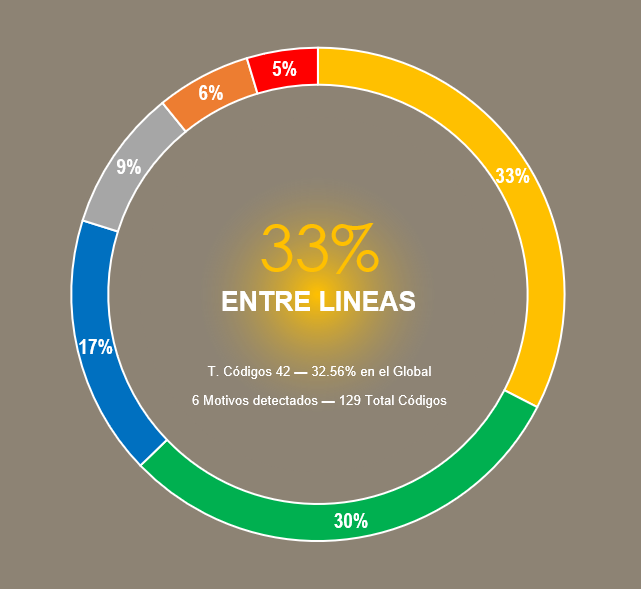 5%
6%
9%
33%
33%
ENTRE LINEAS
17%
T. Códigos 42 — 32.56% en el Global
6 Motivos detectados — 129 Total Códigos
30%